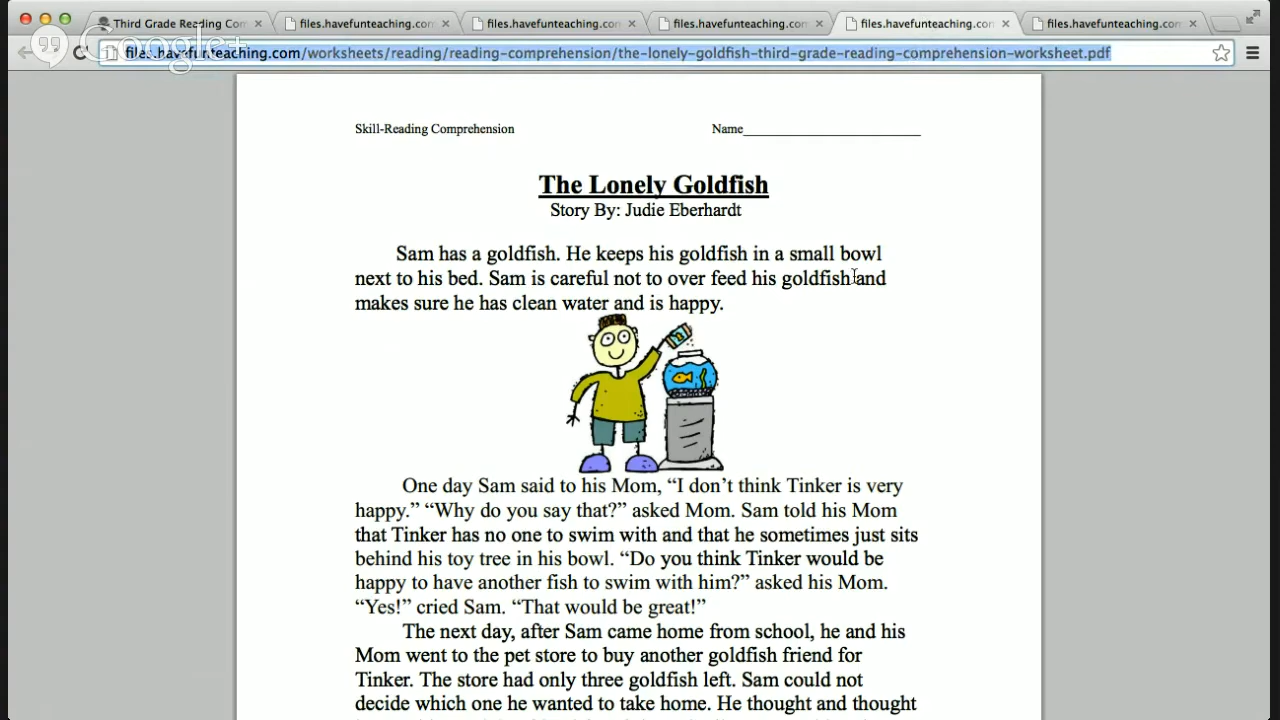 Third Grade Reading Com
files.havefunteaching.com/
files.havefunteaching.com/
files.havefunteaching.com/
files.havefunteaching.com/
files.havefunteaching.com/
Google+
files.havefunteaching.com/worksheets/reading/reading-comprehension/the-lonely-goldfish-third-grade-reading-comprehension-worksheet.pdf
Skill-Reading Comprehension Name
The Lonely Goldfish
Story By: Judie Eberhardt
Sam has a goldfish. He keeps his goldfish in a small bowl
next to his bed. Sam is careful not to over feed his goldfish and
makes sure he has clean water and is happy.
One day Sam said to his Mom, “I don’t think Tinker is very
happy.” “Why do you say that?” asked Mom. Sam told his Mom
that Tinker has no one to swim with and that he sometimes just sits
behind his toy tree in his bowl. “Do you think Tinker would be
happy to have another fish to swim with him?” asked his Mom.
“Yes!” cried Sam. “That would be great!”
The next day, after Sam came home from school, he and his
Mom went to the pet store to buy another goldfish friend for
Tinker. The store had only three goldfish left. Sam could not
decide which one he wanted to take home. He thought and thought